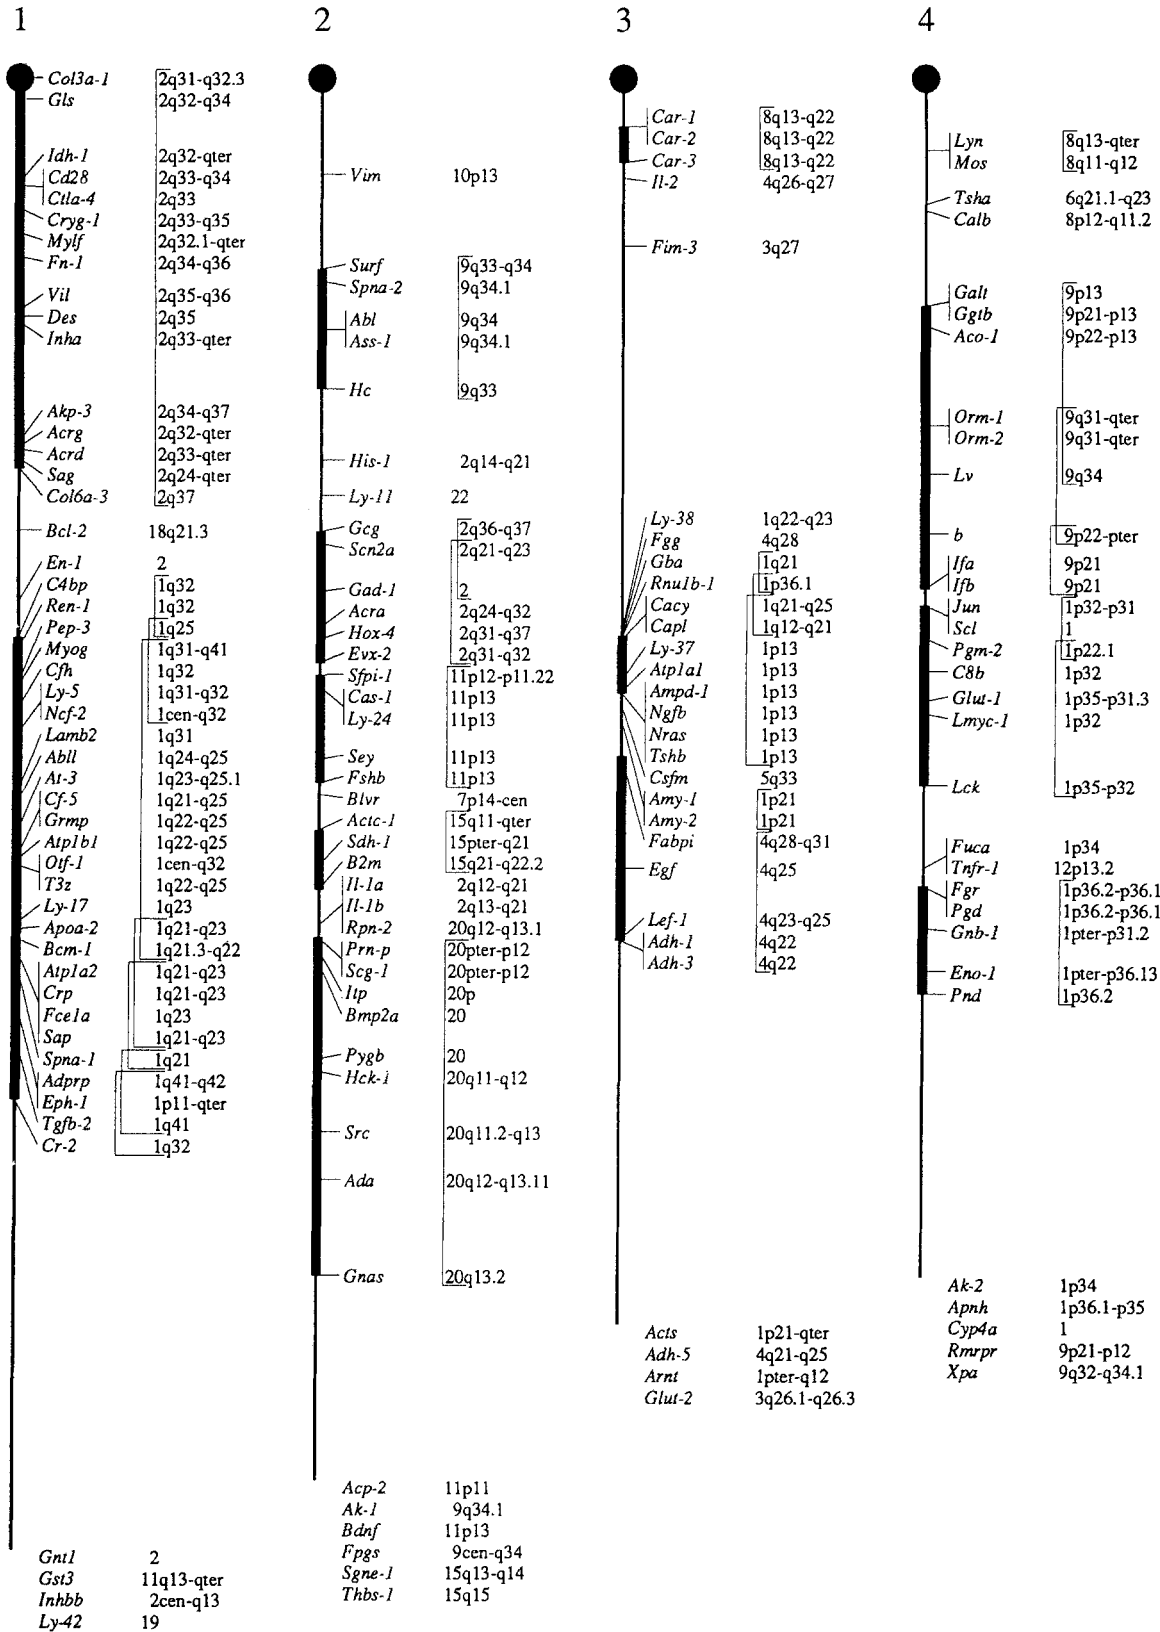 1
Col3a-1 2q31-q32.3
Gls 2q32-q34
Idh-1 2q32-qter
Cd28 2q33-q34
Ctla-4 2q33
Cryg-1 2q33-q35
Mylf 2q32.1-qter
Fn-1 2q34-q36
Vil 2q35-q36
Des 2q35
Inha 2q33-qter
Akp-3 2q34-q37
Acrg 2q32-qter
Acrd 2q33-qter
Sag 2q24-qter
Col6a-3 2q37
Bcl-2 18q21.3
En-1 2
C4bp 1q32
Ren-1 1q32
Pep-3 1q25
Myog 1q31-q41
Cfh 1q32
Ly-5 1q31-q32
Ncf-2 1cen-q32
Lamb2 1q31
Abll 1q24-q25
At-3 1q23-q25.1
Cf-5 1q21-q25
Grmp 1q22-q25
Atp1b1 1q22-q25
Otf-1 1cen-q32
T3z 1q22-q25
Ly-17 1q23
Apoa-2 1q21-q23
Bcm-1 1q21.3-q22
Atp1a2 1q21-q23
Crp 1q21-q23
Fce1a 1q23
Sap 1q21-q23
Spna-1 1q21
Adprp 1q41-q42
Eph-1 1p11-qter
Tgfb-2 1q41
Cr-2 1q32
Gnt1 2
Gst3 11q13-qter
Inhbb 2cen-q13
Ly-42 19
2
Vim 10p13
Surf 9q33-q34
Spna-2 9q34.1
Abl 9q34
Ass-1 9q34.1
Hc 9q33
His-1 2q14-q21
Ly-11 22
Gcg 2q36-q37
Scn2a 2q21-q23
Gad-1 2
Acra 2q24-q32
Hox-4 2q31-q37
Evx-2 2q31-q32
Sfpi-1 11p12-p11.22
Cas-1 11p13
Ly-24 11p13
Sey 11p13
Fshb 11p13
Blvr 7p14-cen
Actc-1 15q11-qter
Sdh-1 15pter-q21
B2m 15q21-q22.2
Il-1a 2q12-q21
Il-1b 2q13-q21
Rpn-2 20q12-q13.1
Prn-p 20pter-p12
Scg-1 20pter-p12
Itp 20p
Bmp2a 20
Pygb 20
Hck-1 20q11-q12
Src 20q11.2-q13
Ada 20q12-q13.11
Gnas 20q13.2
Acp-2 11p11
Ak-1 9q34.1
Bdnf 11p13
Fpgs 9cen-q34
Sgne-1 15q13-q14
Thbs-1 15q15
3
Car-1 8q13-q22
Car-2 8q13-q22
Car-3 8q13-q22
Il-2 4q26-q27
Fim-3 3q27
Ly-38 1q22-q23
Fgg 4q28
Gba 1q21
Rnu1b-1 1p36.1
Cacy 1q21-q25
Capl 1q12-q21
Ly-37 1p13
Atp1a1 1p13
Ampd-1 1p13
Ngfb 1p13
Nras 1p13
Tshb 1p13
Csfm 5q33
Amy-1 1p21
Amy-2 1p21
Fabpi 4q28-q31
Egf 4q25
Lef-1 4q23-q25
Adh-1 4q22
Adh-3 4q22
Acts 1p21-qter
Adh-5 4q21-q25
Arnt 1pter-q12
Glut-2 3q26.1-q26.3
4
Lyn 8q13-qter
Mos 8q11-q12
Tsha 6q21.1-q23
Calb 8p12-q11.2
Galt 9p13
Ggtb 9p21-p13
Aco-1 9p22-p13
Orm-1 9q31-qter
Orm-2 9q31-qter
Lv 9q34
b 9p22-pter
Ifa 9p21
Ifb 9p21
Jun 1p32-p31
Scl 1
Pgm-2 1p22.1
C8b 1p32
Glut-1 1p35-p31.3
Lmyc-1 1p32
Lck 1p35-p32
Fuca 1p34
Tnfr-1 12p13.2
Fgr 1p36.2-p36.1
Pgd 1p36.2-p36.1
Gnb-1 1pter-p31.2
Eno-1 1pter-p36.13
Pnd 1p36.2
Ak-2 1p34
Apnh 1p36.1-p35
Cyp4a 1
Rmrpr 9p21-p12
Xpa 9q32-q34.1